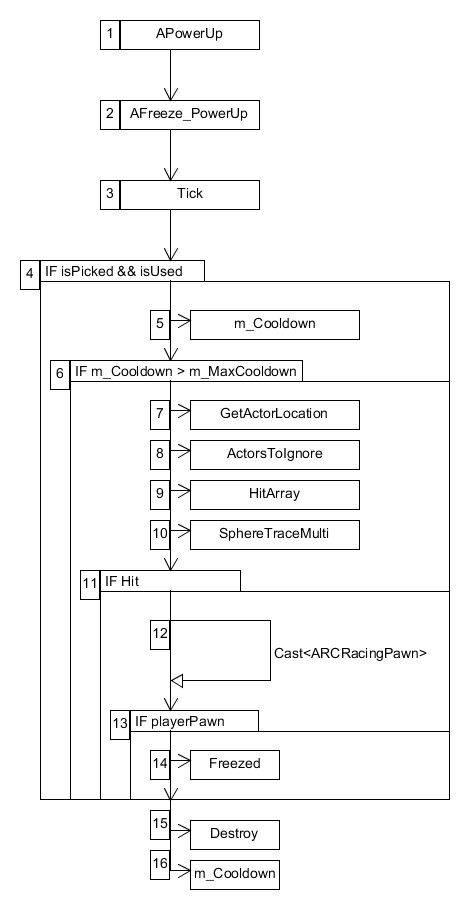 1 APowerUp
2 AFreeze_PowerUp
3 Tick
4 IF isPicked && isUsed
5 m_Cooldown
6 IF m_Cooldown > m_MaxCooldown
7 GetActorLocation
8 ActorsToIgnore
9 HitArray
10 SphereTraceMulti
11 IF Hit
12
Cast<ARCRacingPawn>
13 IF playerPawn
14 Freezed
15
Destroy
16
m_Cooldown